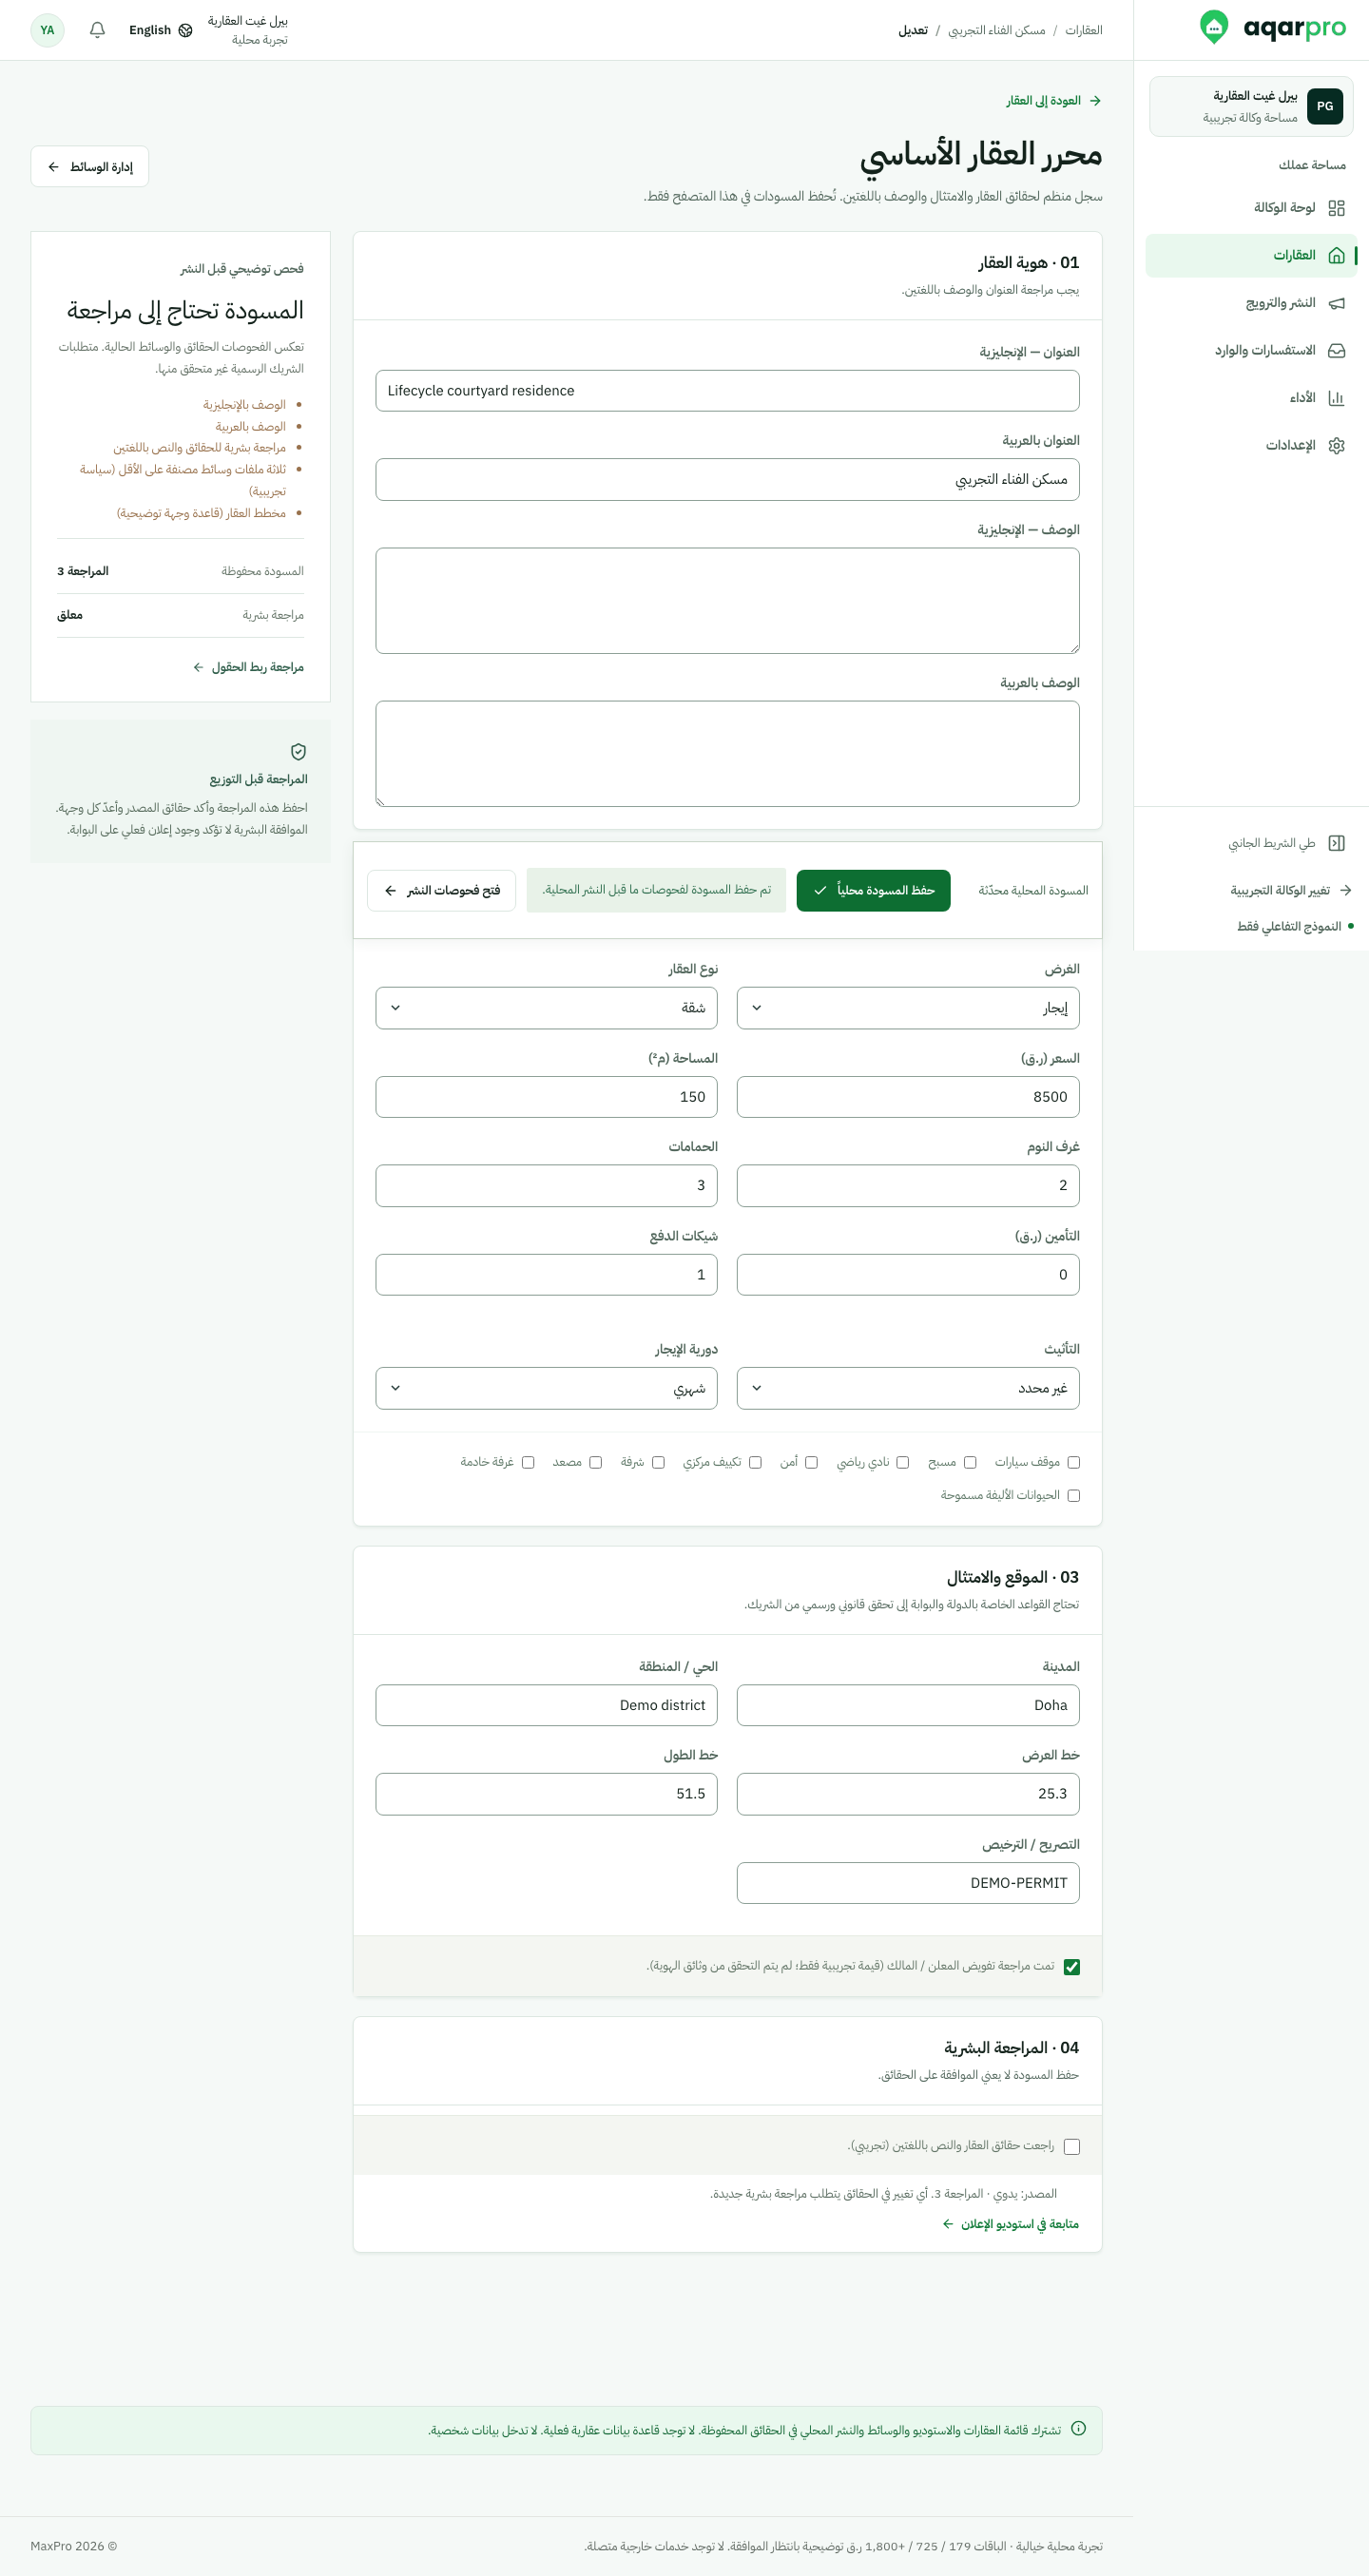 aqarpro
PG
بيرل غيت العقارية
مساحة وكالة تجريبية
مساحة عملك
لوحة الوكالة
العقارات
النشر والترويج
الاستفسارات والوارد
الأداء
الإعدادات
طي الشريط الجانبي
تغيير الوكالة التجريبية
النموذج التفاعلي فقط
العقارات / مسكن الفناء التجريبي / تعديل
بيرل غيت العقارية
تجربة محلية
English
YA
العودة إلى العقار
محرر العقار الأساسي
سجل منظم لحقائق العقار والامتثال والوصف باللغتين. تُحفظ المسودات في هذا المتصفح فقط.
إدارة الوسائط
01 · هوية العقار
يجب مراجعة العنوان والوصف باللغتين.
العنوان — الإنجليزية
Lifecycle courtyard residence
العنوان بالعربية
مسكن الفناء التجريبي
الوصف — الإنجليزية
الوصف بالعربية
المسودة المحلية محدّثة
حفظ المسودة محلياً
تم حفظ المسودة لفحوصات ما قبل النشر المحلية.
فتح فحوصات النشر
الغرض
إيجار
نوع العقار
شقة
السعر (ر.ق)
8500
المساحة (م²)
150
غرف النوم
2
الحمامات
3
التأمين (ر.ق)
0
شيكات الدفع
1
التأثيث
غير محدد
دورية الإيجار
شهري
موقف سيارات
مسبح
نادي رياضي
أمن
تكييف مركزي
شرفة
مصعد
غرفة خادمة
الحيوانات الأليفة مسموحة
03 · الموقع والامتثال
تحتاج القواعد الخاصة بالدولة والبوابة إلى تحقق قانوني ورسمي من الشريك.
المدينة
Doha
الحي / المنطقة
Demo district
خط العرض
25.3
خط الطول
51.5
التصريح / الترخيص
DEMO-PERMIT
تمت مراجعة تفويض المعلن / المالك (قيمة تجريبية فقط؛ لم يتم التحقق من وثائق الهوية).
04 · المراجعة البشرية
حفظ المسودة لا يعني الموافقة على الحقائق.
راجعت حقائق العقار والنص باللغتين (تجريبي).
المصدر: يدوي · المراجعة 3. أي تغيير في الحقائق يتطلب مراجعة بشرية جديدة.
متابعة في استوديو الإعلان
فحص توضيحي قبل النشر
المسودة تحتاج إلى مراجعة
تعكس الفحوصات الحقائق والوسائط الحالية. متطلبات
الشريك الرسمية غير متحقق منها.
• الوصف بالإنجليزية
• الوصف بالعربية
• مراجعة بشرية للحقائق والنص باللغتين
• ثلاثة ملفات وسائط مصنفة على الأقل (سياسة
تجريبية)
• مخطط العقار (قاعدة وجهة توضيحية)
المسودة محفوظة
المراجعة 3
مراجعة بشرية
معلق
مراجعة ربط الحقول
المراجعة قبل التوزيع
احفظ هذه المراجعة وأكد حقائق المصدر وأعدّ كل وجهة.
الموافقة البشرية لا تؤكد وجود إعلان فعلي على البوابة.
تشترك قائمة العقارات والاستوديو والوسائط والنشر المحلي في الحقائق المحفوظة. لا توجد قاعدة بيانات عقارية فعلية. لا تدخل بيانات شخصية.
تجربة محلية خيالية · الباقات 179 / 725 / +1,800 ر.ق توضيحية بانتظار الموافقة. لا توجد خدمات خارجية متصلة.
© 2026 MaxPro